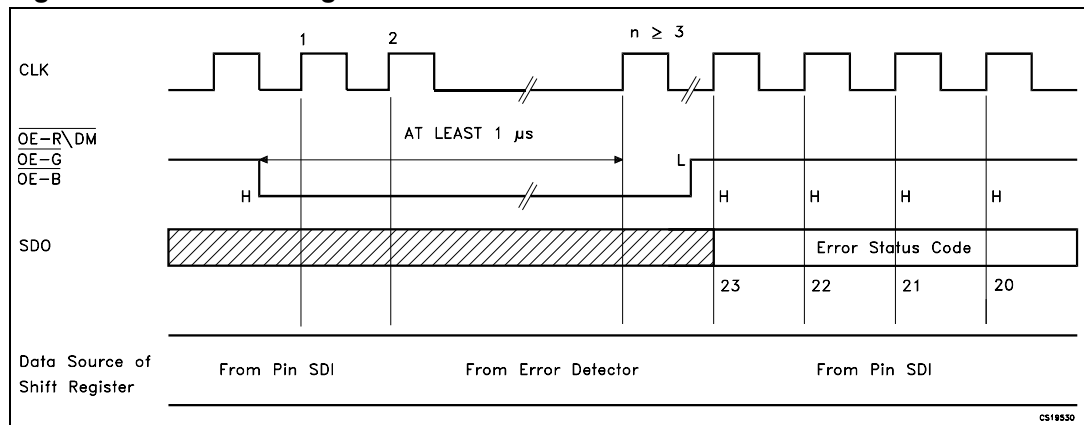 1 2 n ≥ 3
CLK
OE-R\DM
AT LEAST 1 µs
OE-G
L
OE-B
H H H H H
SDO
Error Status Code
23 22 21 20
Data Source of
Shift Register
From Pin SDI From Error Detector From Pin SDI
CS18530